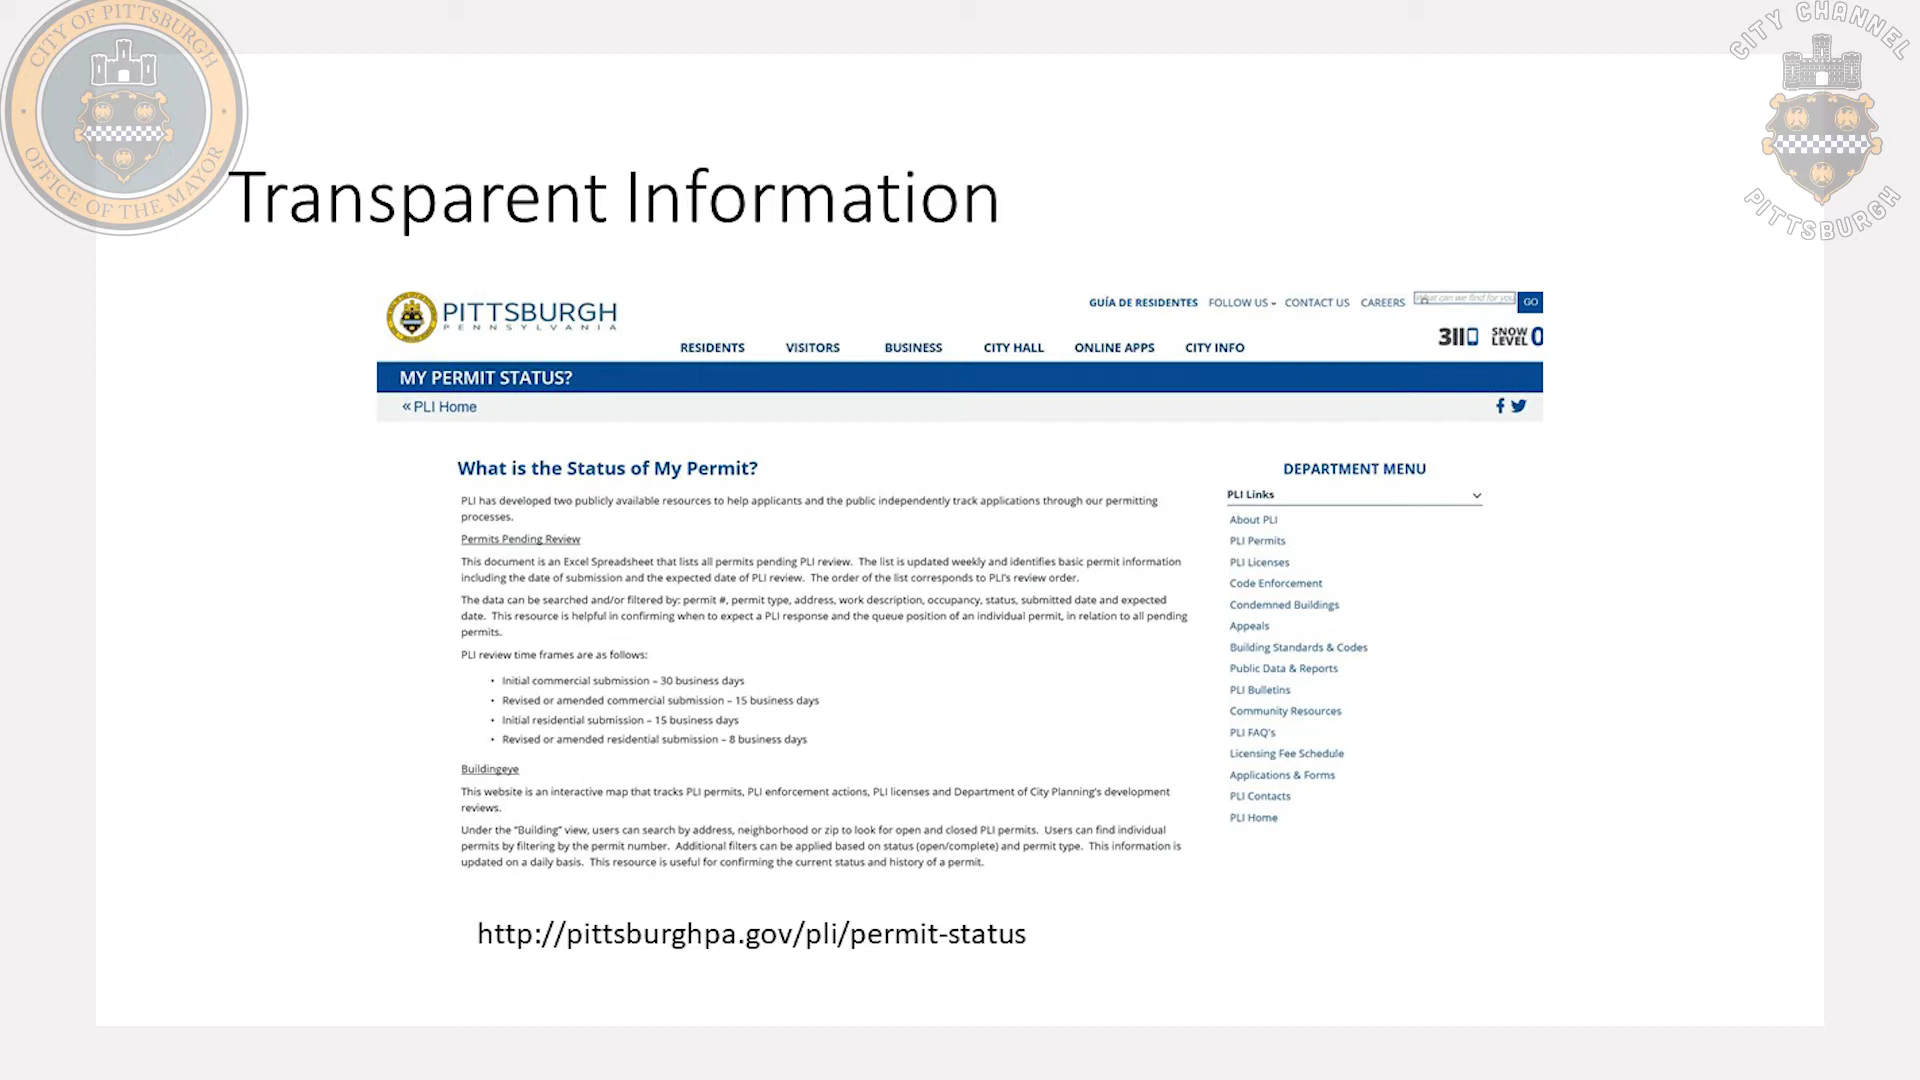 CITY OF PITTSBURGH
OFFICE OF THE MAYOR
CITY CHANNEL
PITTSBURGH
Transparent Information
PITTSBURGH
PENNSYLVANIA
GUÍA DE RESIDENTES FOLLOW US CONTACT US CAREERS What can we find for you GO
311 SNOW LEVEL 0
RESIDENTS VISITORS BUSINESS CITY HALL ONLINE APPS CITY INFO
MY PERMIT STATUS?
« PLI Home
What is the Status of My Permit?
PLI has developed two publicly available resources to help applicants and the public independently track applications through our permitting
processes.
Permits Pending Review
This document is an Excel Spreadsheet that lists all permits pending PLI review. The list is updated weekly and identifies basic permit information
including the date of submission and the expected date of PLI review. The order of the list corresponds to PLI's review order.
The data can be searched and/or filtered by: permit #, permit type, address, work description, occupancy, status, submitted date and expected
date. This resource is helpful in confirming when to expect a PLI response and the queue position of an individual permit, in relation to all pending
permits.
PLI review time frames are as follows:
• Initial commercial submission – 30 business days
• Revised or amended commercial submission – 15 business days
• Initial residential submission – 15 business days
• Revised or amended residential submission – 8 business days
Buildingeye
This website is an interactive map that tracks PLI permits, PLI enforcement actions, PLI licenses and Department of City Planning's development
reviews.
Under the "Building" view, users can search by address, neighborhood or zip to look for open and closed PLI permits. Users can find individual
permits by filtering by the permit number. Additional filters can be applied based on status (open/complete) and permit type. This information is
updated on a daily basis. This resource is useful for confirming the current status and history of a permit.
DEPARTMENT MENU
PLI Links
About PLI
PLI Permits
PLI Licenses
Code Enforcement
Condemned Buildings
Appeals
Building Standards & Codes
Public Data & Reports
PLI Bulletins
Community Resources
PLI FAQ's
Licensing Fee Schedule
Applications & Forms
PLI Contacts
PLI Home
http://pittsburghpa.gov/pli/permit-status